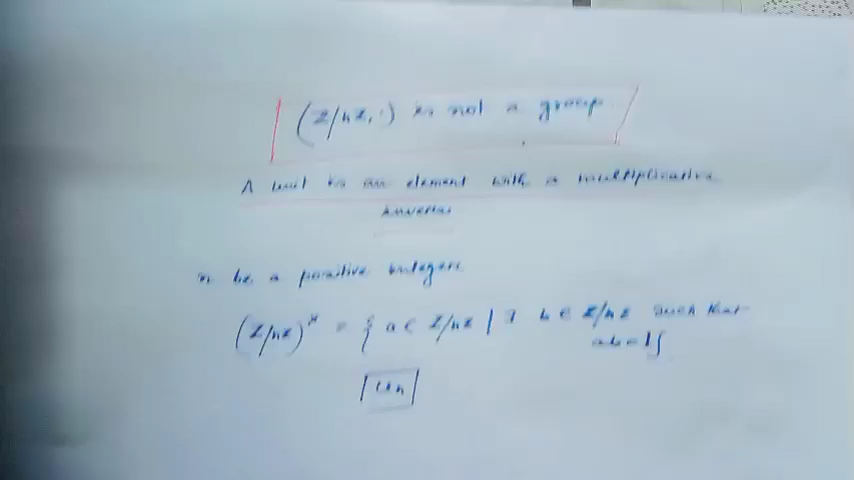 (Z/nZ, ·) is not a group
A unit is an element with a multiplicative
inverse
n be a positive integer
(Z/nZ)^x = { a ∈ Z/nZ | ∃ b ∈ Z/nZ such that
ab=1}
Un